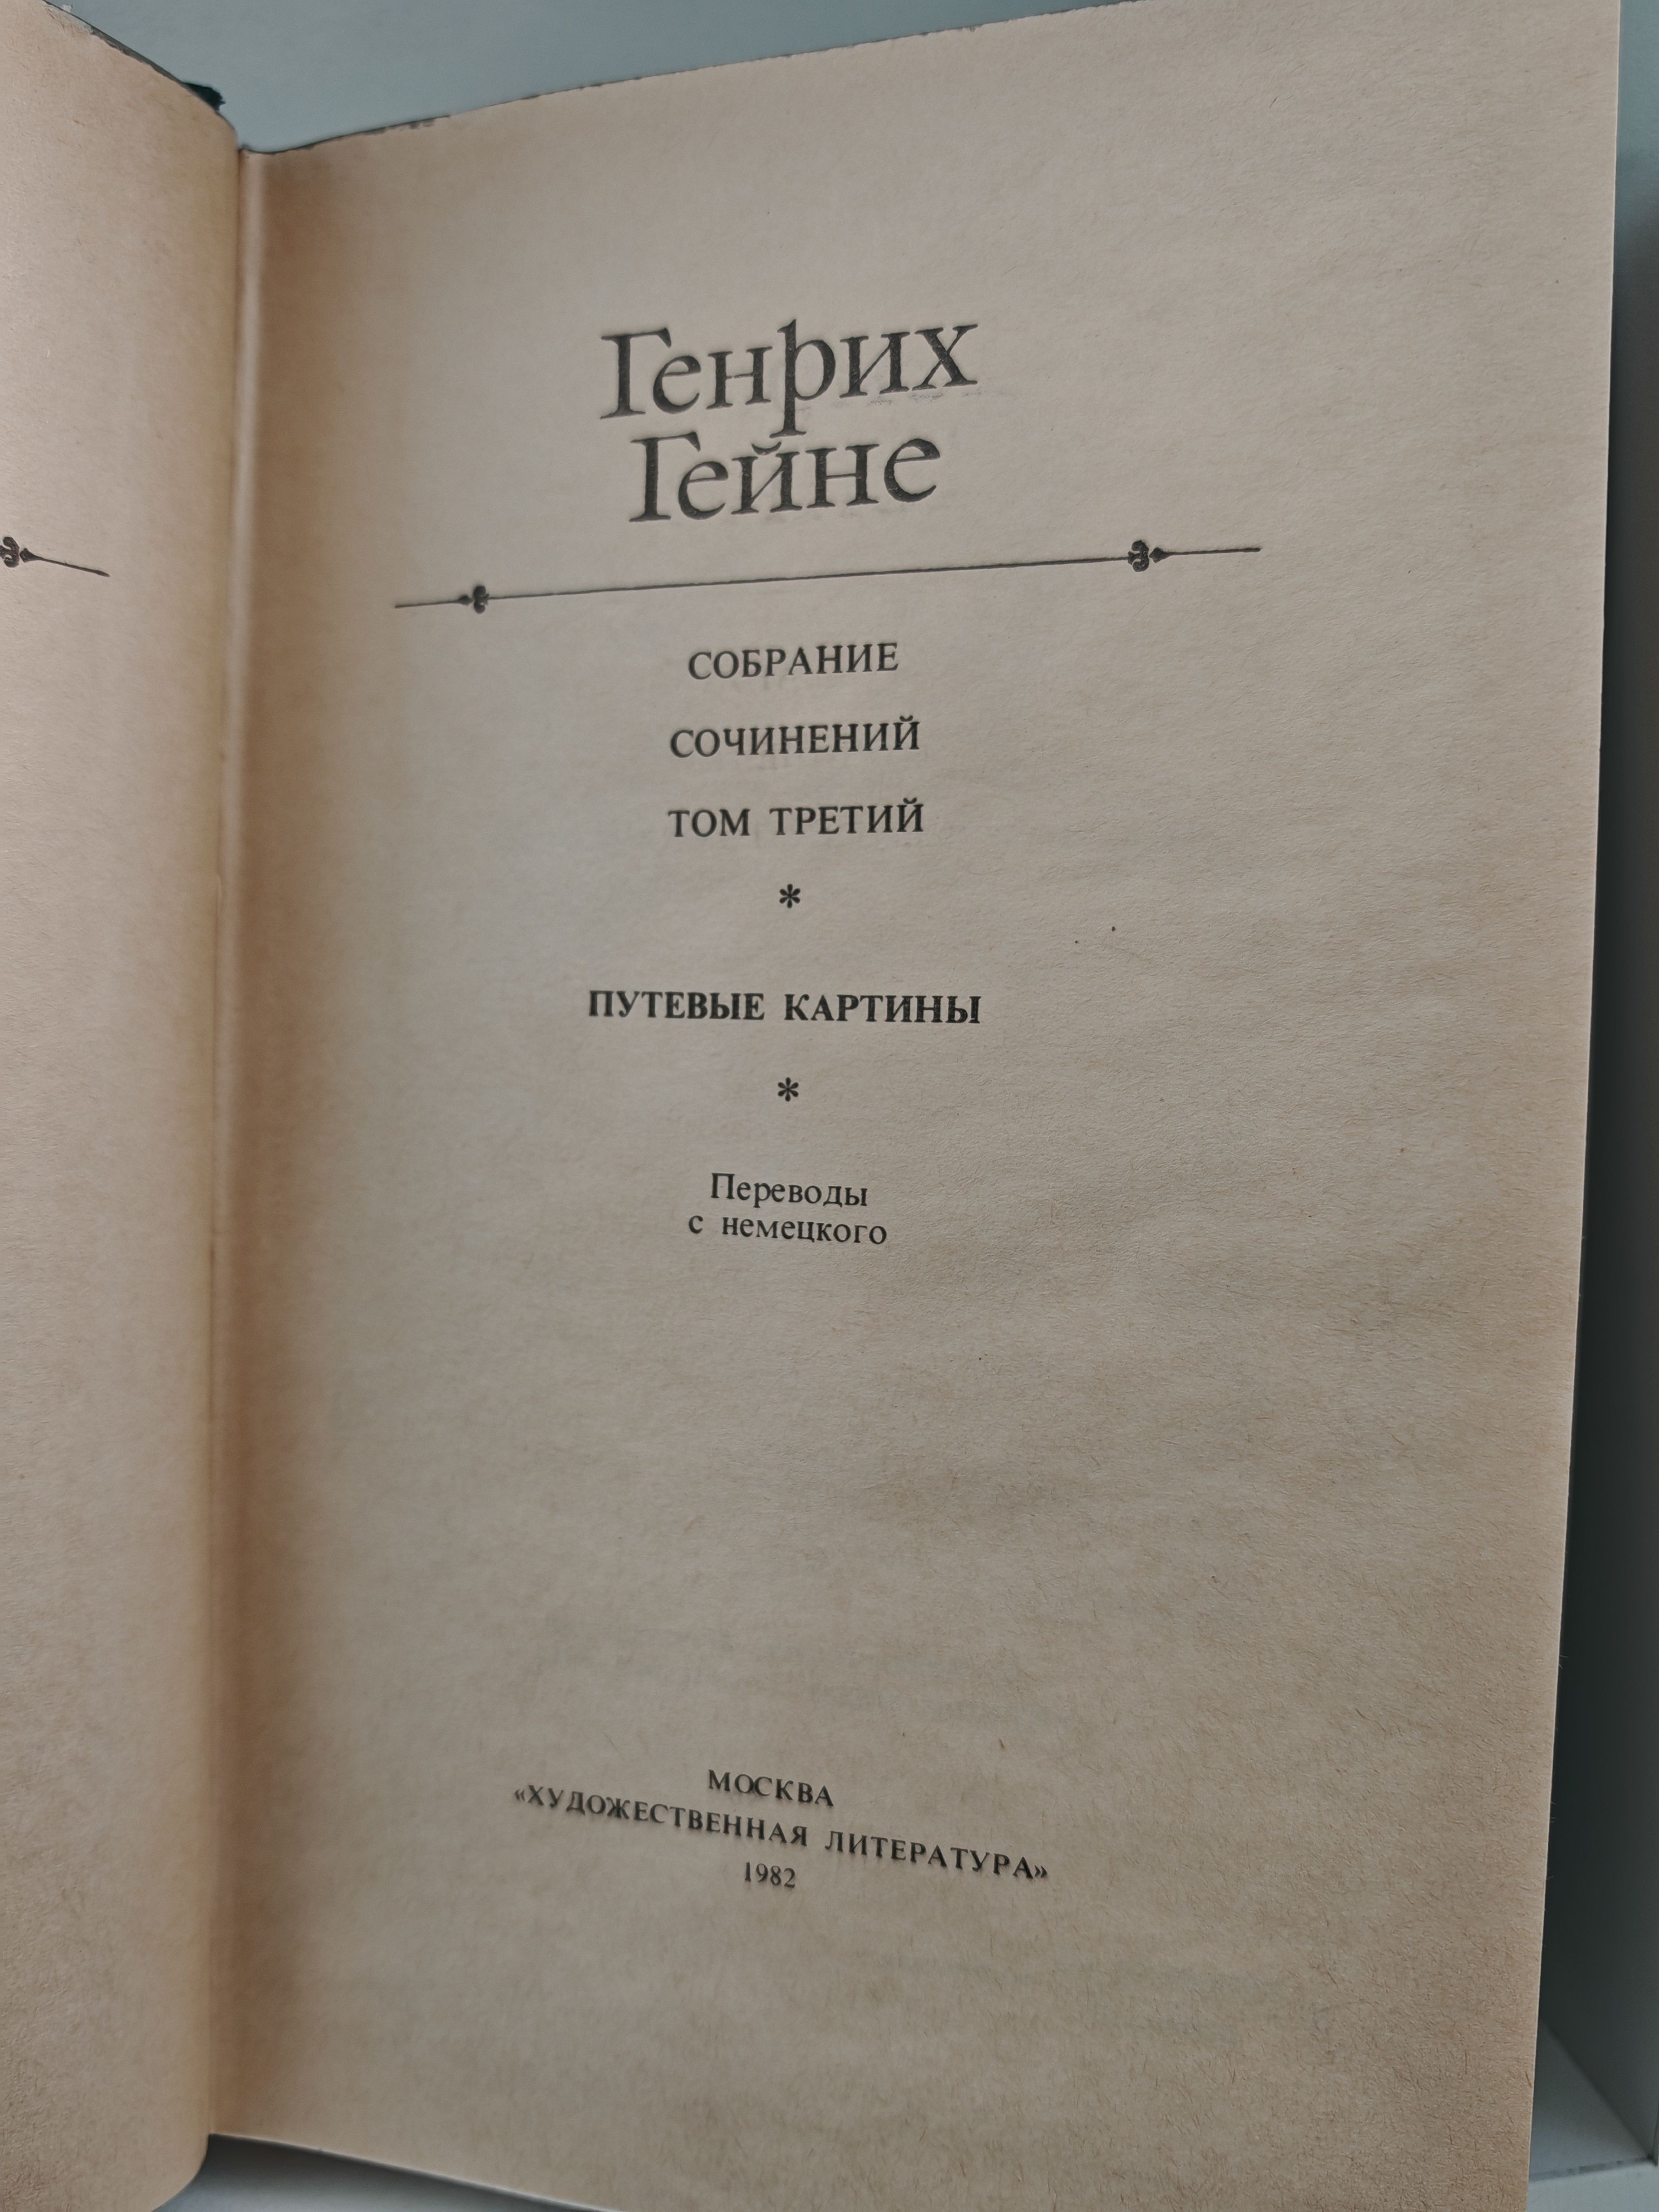 Генрих
Гейне
СОБРАНИЕ
СОЧИНЕНИЙ
ТОМ ТРЕТИЙ
*
ПУТЕВЫЕ КАРТИНЫ
*
Переводы
с немецкого
МОСКВА
«ХУДОЖЕСТВЕННАЯ ЛИТЕРАТУРА»
1982